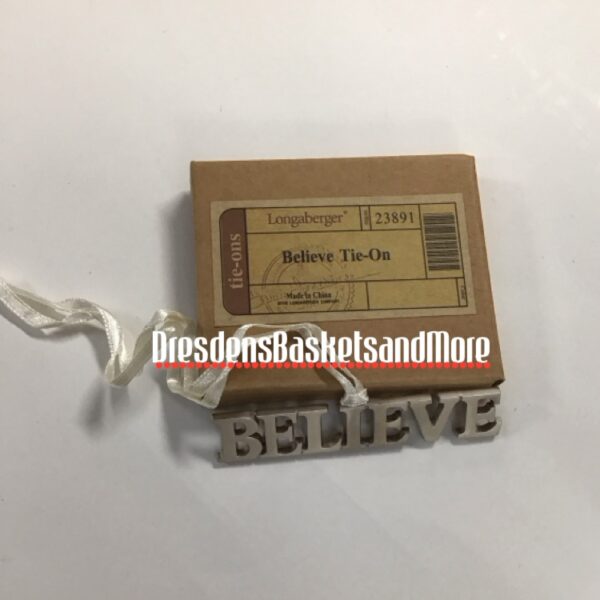 Longaberger®
23891
tie-ons
Believe Tie-On
Made in China
DresdensBasketsandMore
BELIEVE